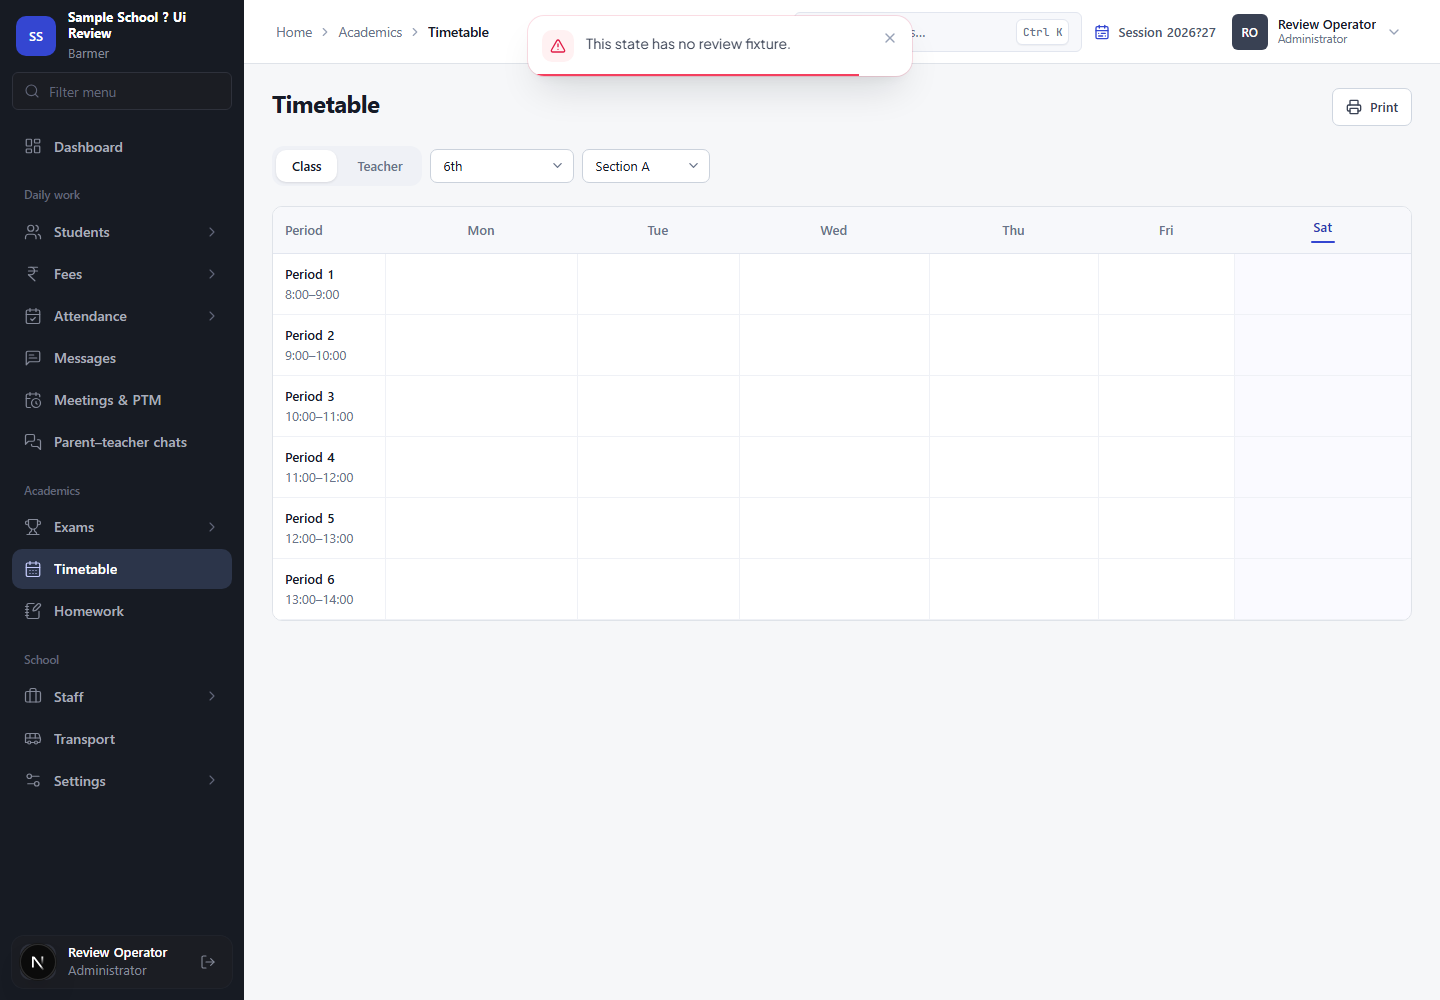 SS
Sample School ? Ui
Review
Barmer
Filter menu
Dashboard
Daily work
Students
Fees
Attendance
Messages
Meetings & PTM
Parent–teacher chats
Academics
Exams
Timetable
Homework
School
Staff
Transport
Settings
N
Review Operator
Administrator
Home
Academics
Timetable
This state has no review fixture.
s...
Ctrl K
Session 2026?27
RO
Review Operator
Administrator
Timetable
Print
Class
Teacher
6th
Section A
Period Mon Tue Wed Thu Fri Sat
Period 1
8:00–9:00
Period 2
9:00–10:00
Period 3
10:00–11:00
Period 4
11:00–12:00
Period 5
12:00–13:00
Period 6
13:00–14:00